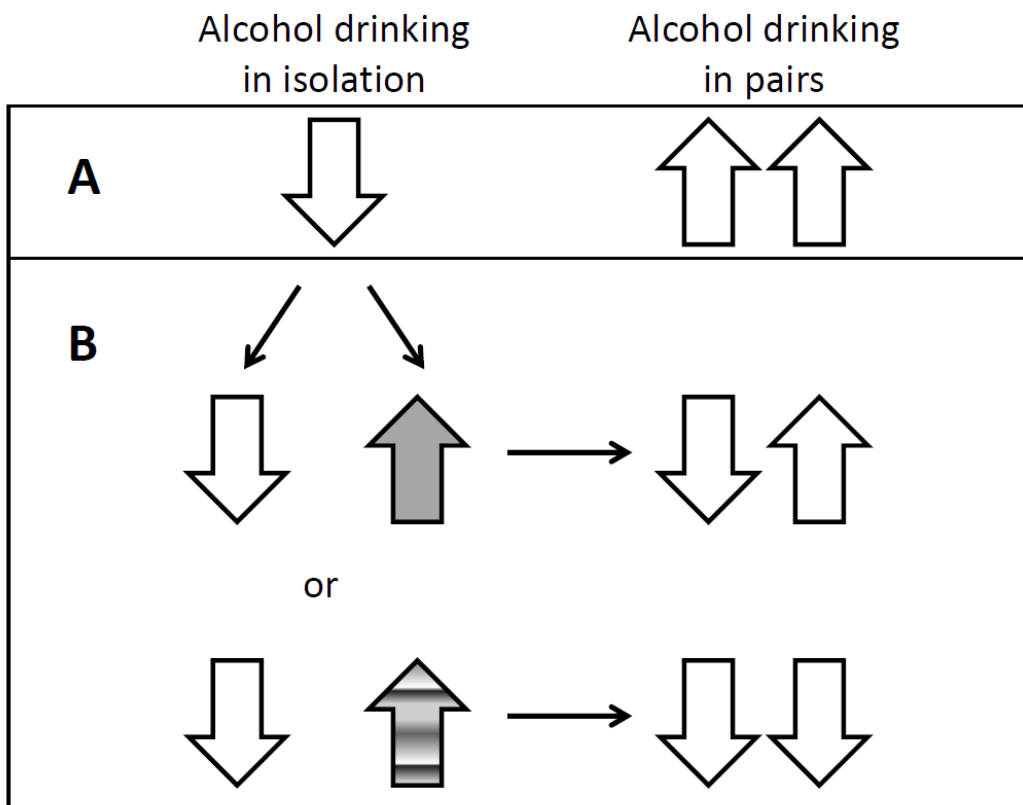 Alcohol drinking
in isolation
Alcohol drinking
in pairs
A
B
or